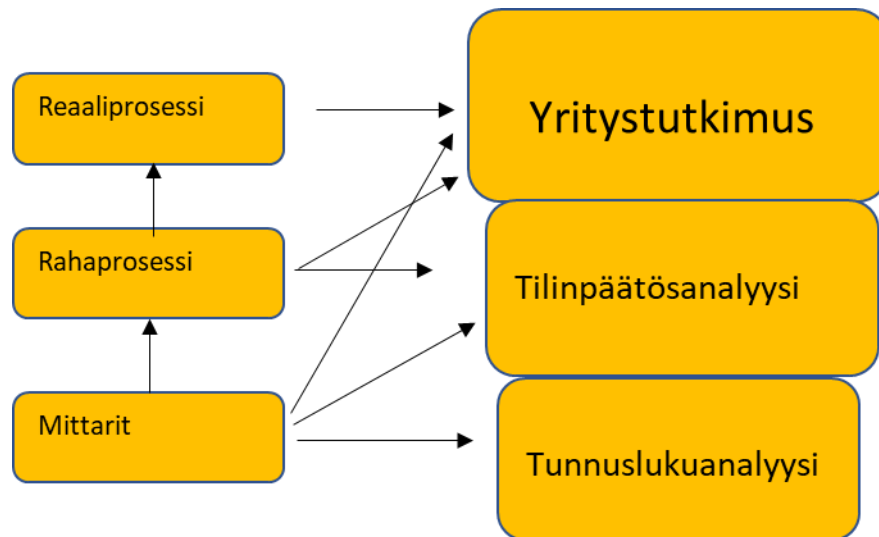 Reaaliprosessi
Rahaprosessi
Mittarit
Yritystutkimus
Tilinpäätösanalyysi
Tunnuslukuanalyysi